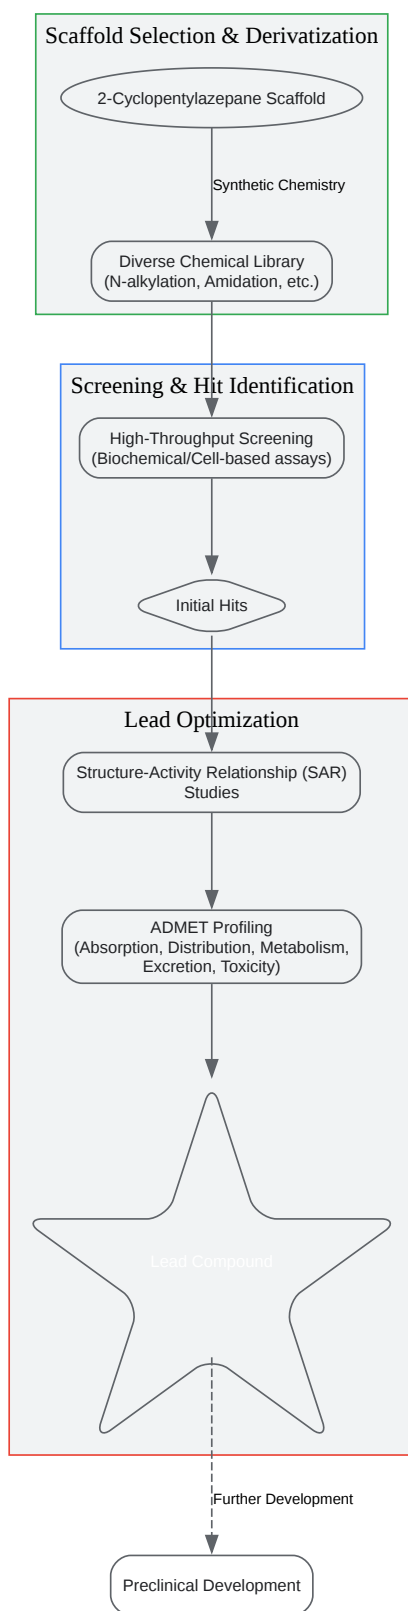 Scaffold Selection & Derivatization
2-Cyclopentylazepane Scaffold
Synthetic Chemistry
Diverse Chemical Library
(N-alkylation, Amidation, etc.)
Screening & Hit Identification
High-Throughput Screening
(Biochemical/Cell-based assays)
Initial Hits
Lead Optimization
Structure-Activity Relationship (SAR)
Studies
ADMET Profiling
(Absorption, Distribution, Metabolism,
Excretion, Toxicity)
Lead Compound
Further Development
Preclinical Development